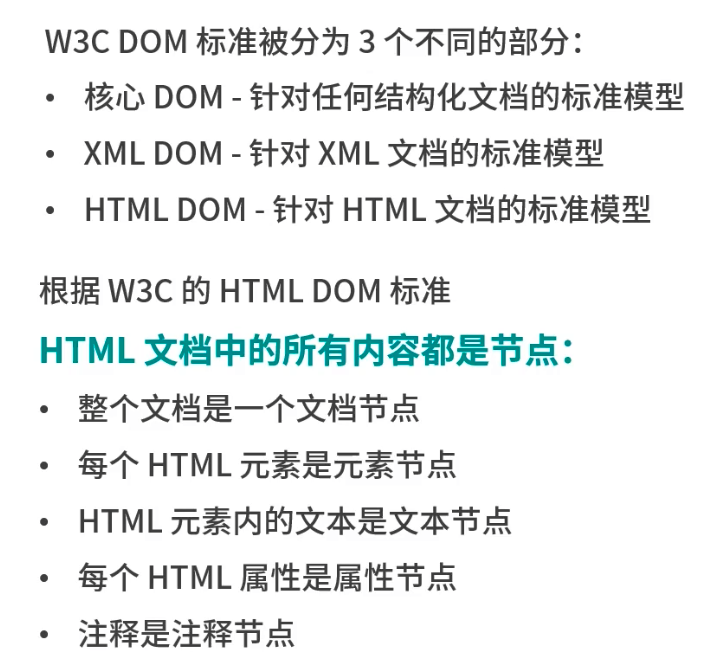 W3C DOM 标准被分为 3 个不同的部分：
• 核心 DOM - 针对任何结构化文档的标准模型
• XML DOM - 针对 XML 文档的标准模型
• HTML DOM - 针对 HTML 文档的标准模型
根据 W3C 的 HTML DOM 标准
HTML 文档中的所有内容都是节点：
• 整个文档是一个文档节点
• 每个 HTML 元素是元素节点
• HTML 元素内的文本是文本节点
• 每个 HTML 属性是属性节点
• 注释是注释节点